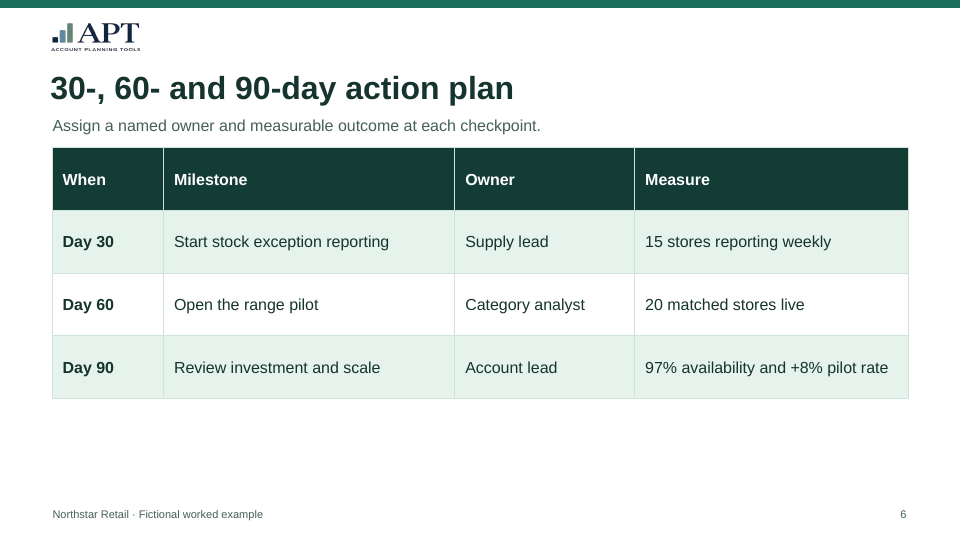 APT
ACCOUNT PLANNING TOOLS
30-, 60- and 90-day action plan
Assign a named owner and measurable outcome at each checkpoint.
When Milestone Owner Measure
Day 30 Start stock exception reporting Supply lead 15 stores reporting weekly
Day 60 Open the range pilot Category analyst 20 matched stores live
Day 90 Review investment and scale Account lead 97% availability and +8% pilot rate
Northstar Retail · Fictional worked example 6